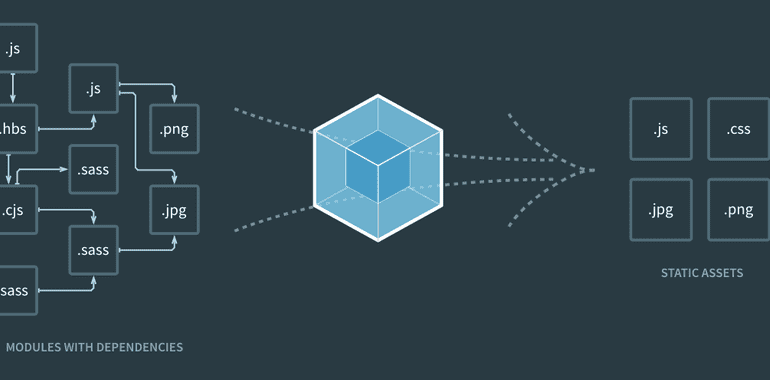 .js
.js
.hbs
.png
.sass
.cjs
.jpg
.sass
sass
MODULES WITH DEPENDENCIES
.js
.css
.jpg
.png
STATIC ASSETS